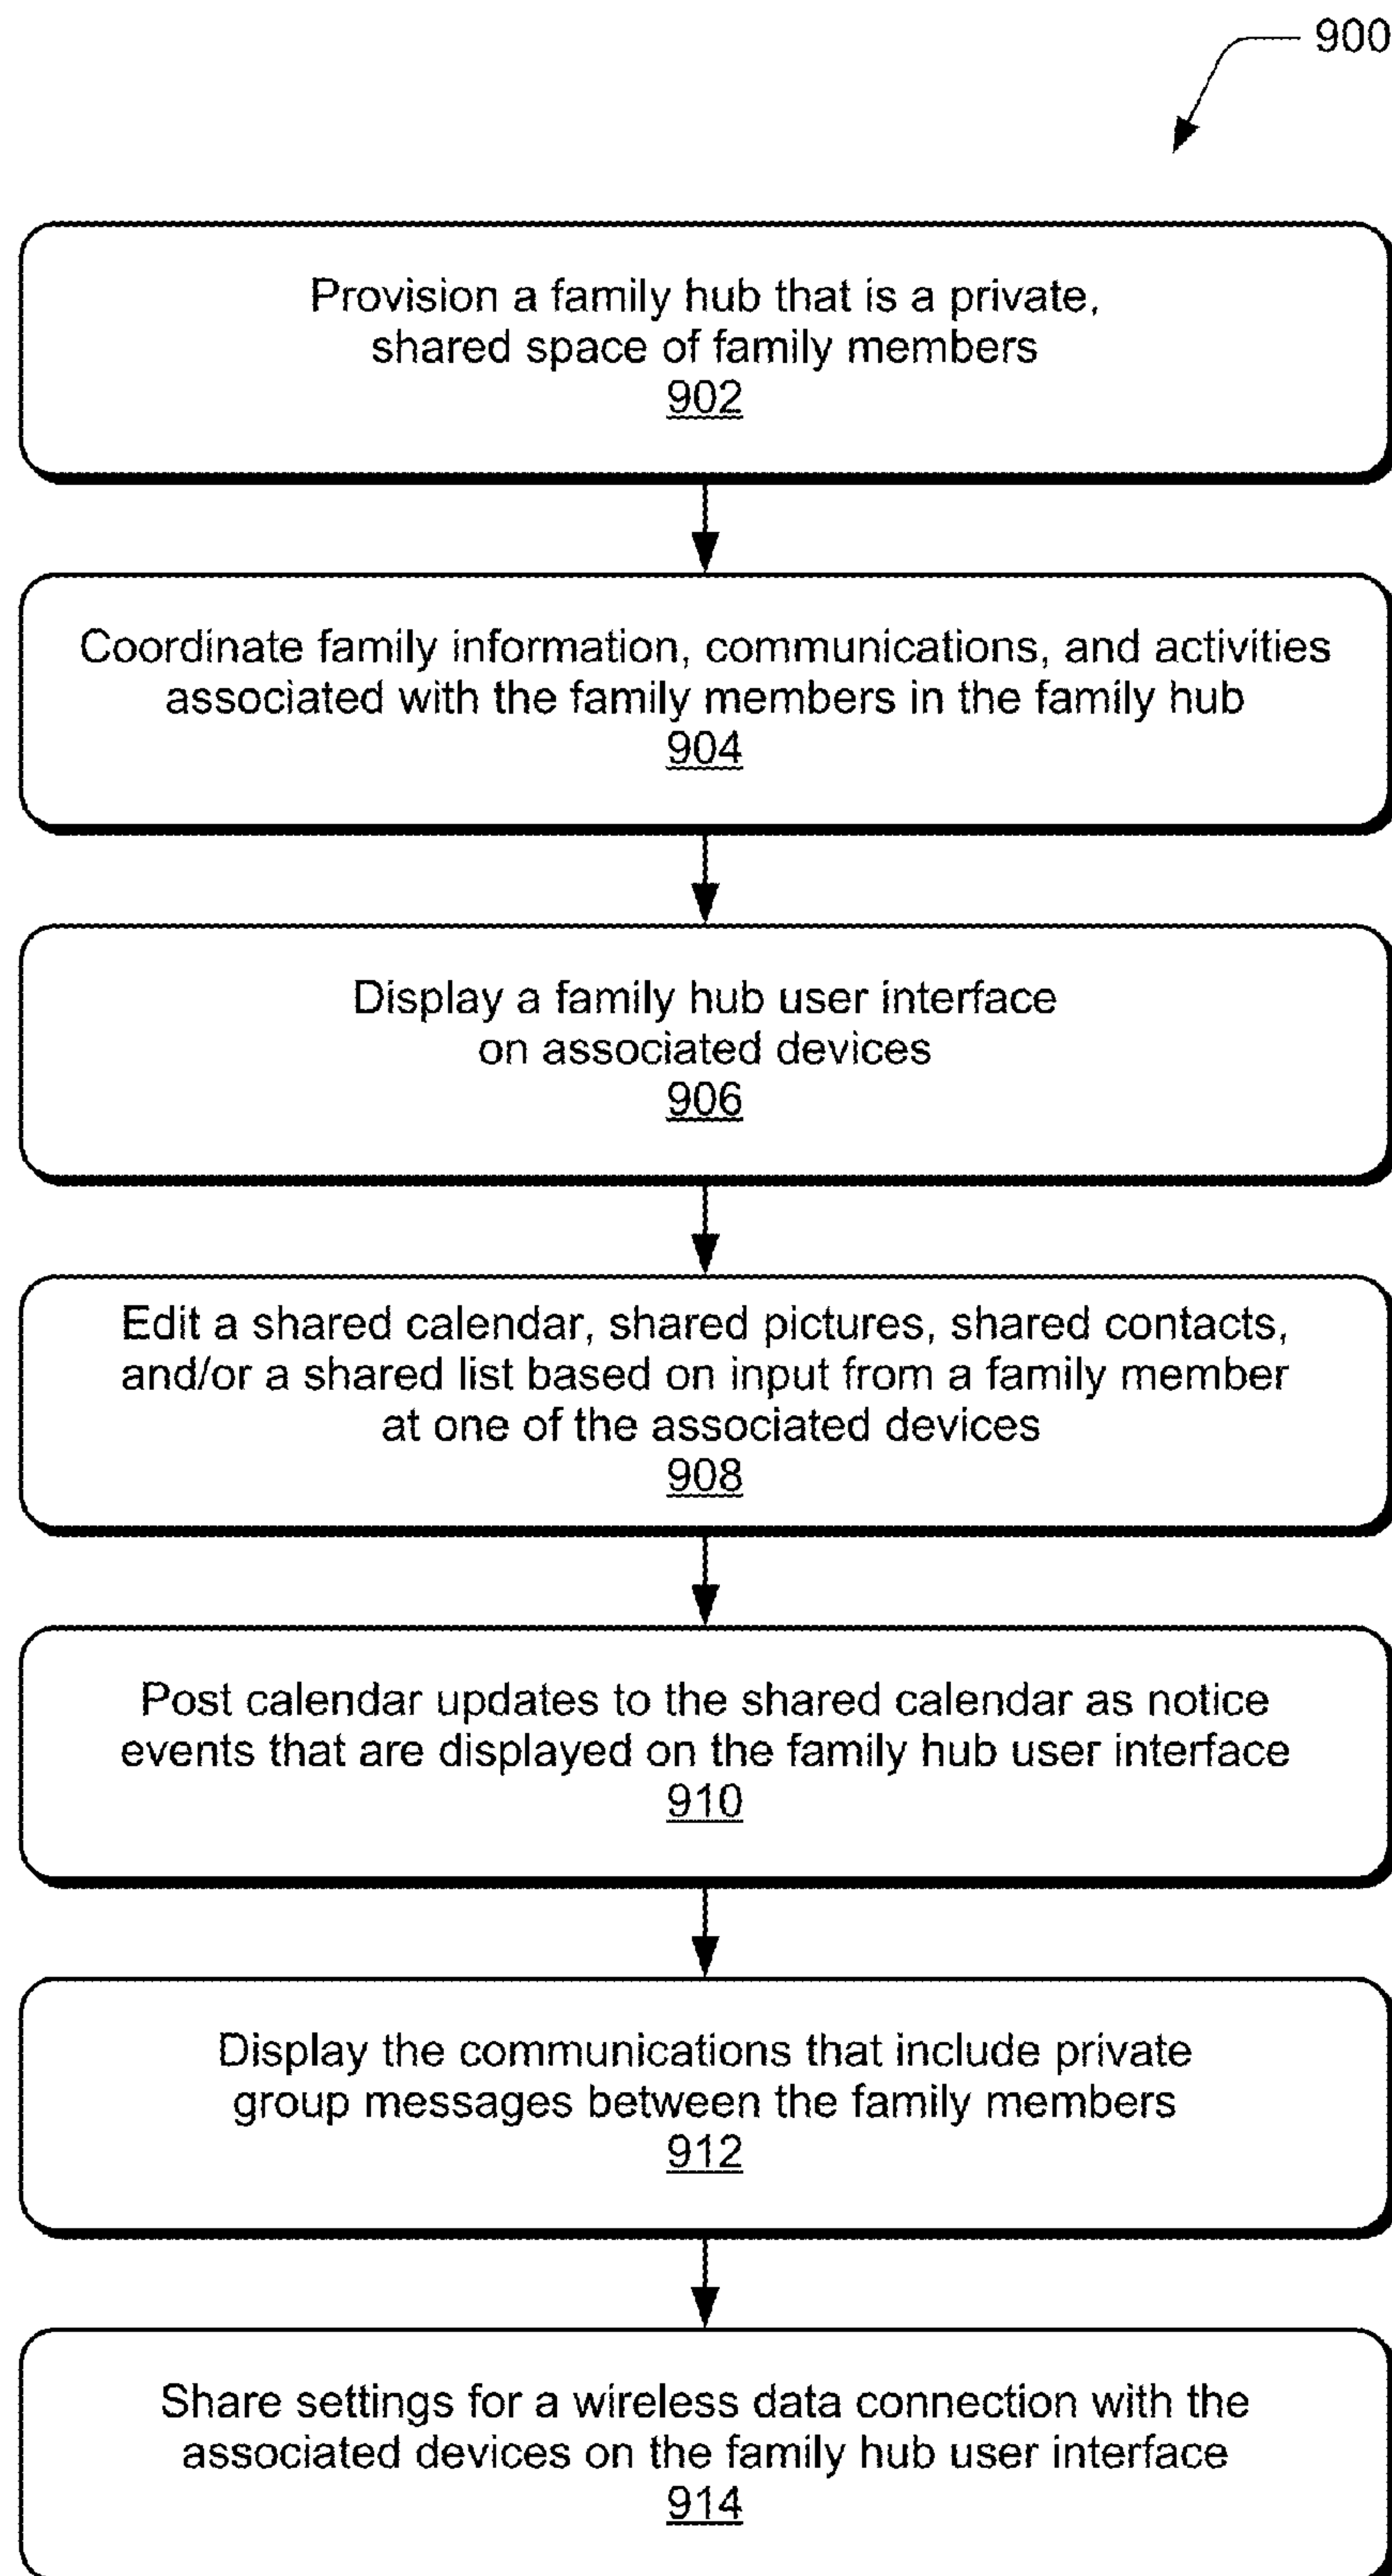 900
Provision a family hub that is a private,
shared space of family members
902
Coordinate family information, communications, and activities
associated with the family members in the family hub
904
Display a family hub user interface
on associated devices
906
Edit a shared calendar, shared pictures, shared contacts,
and/or a shared list based on input from a family member
at one of the associated devices
908
Post calendar updates to the shared calendar as notice
events that are displayed on the family hub user interface
910
Display the communications that include private
group messages between the family members
912
Share settings for a wireless data connection with the
associated devices on the family hub user interface
914